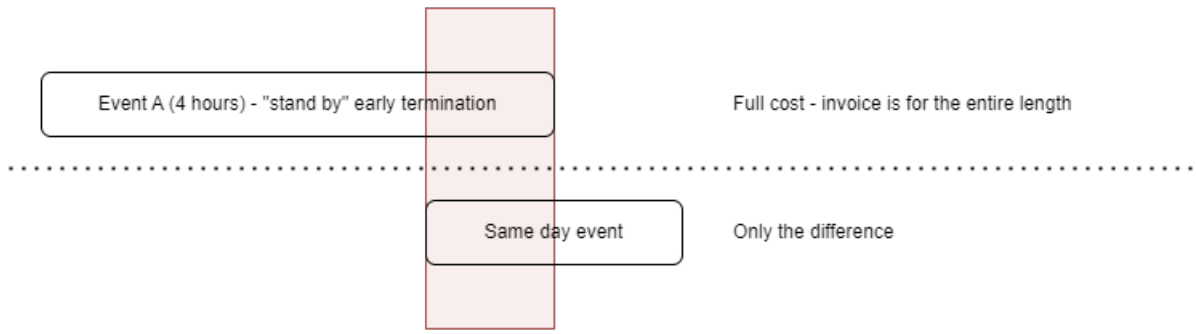 Event A (4 hours) - "stand by" early termination
Full cost - invoice is for the entire length
Same day event
Only the difference